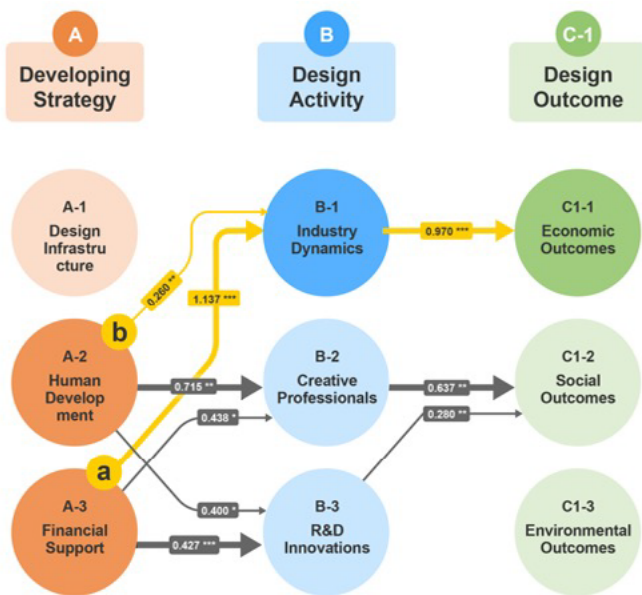 A
B
C-1
Developing
Strategy
Design
Activity
Design
Outcome
A-1
Design
Infrastru
cture
B-1
Industry
Dynamics
C1-1
Economic
Outcomes
0.260 **
1.137 ***
0.970 ***
b
A-2
Human
Develop
ment
B-2
Creative
Professionals
C1-2
Social
Outcomes
0.715 **
0.438 *
0.637 **
0.280 **
a
A-3
Financial
Support
B-3
R&D
Innovations
C1-3
Environmental
Outcomes
0.400 *
0.427 ***